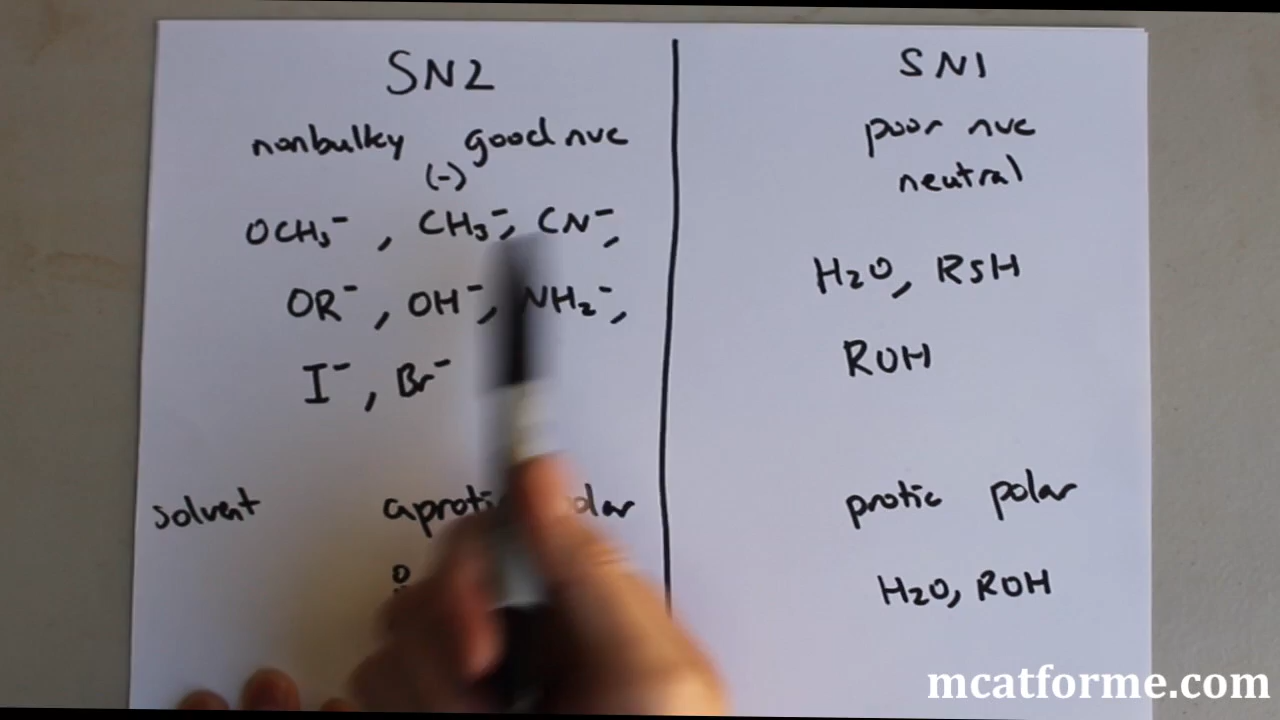 SN2
nonbulky good nuc
(-)
OCH₃⁻, CH₃⁻, CN⁻,
OR⁻, OH⁻, NH₂⁻,
I⁻, Br⁻
solvent
O
SN1
poor nuc
neutral
H₂O, RSH
ROH
protic polar
H₂O, ROH
mcatforme.com